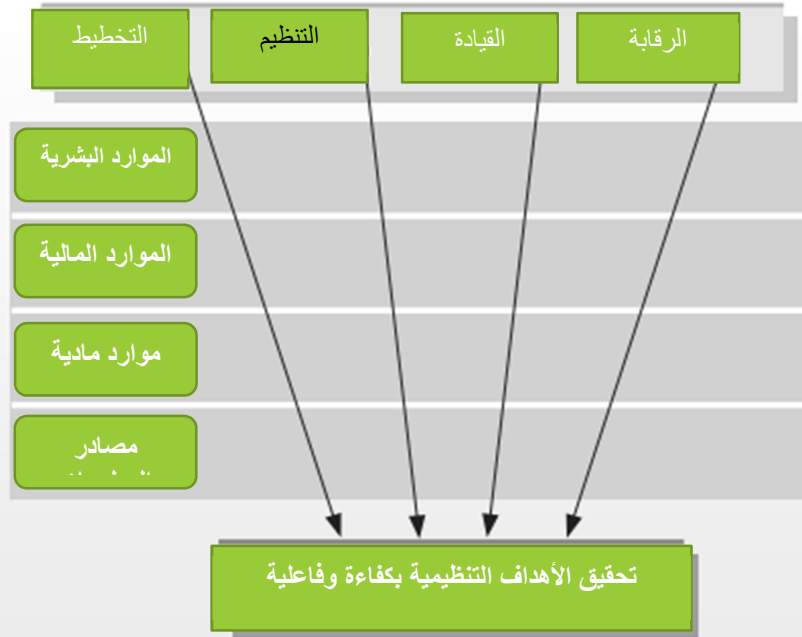 الرقابة
القيادة
التنظيم
التخطيط
الموارد البشرية
الموارد المالية
موارد مادية
مصادر
تحقيق الأهداف التنظيمية بكفاءة وفاعلية